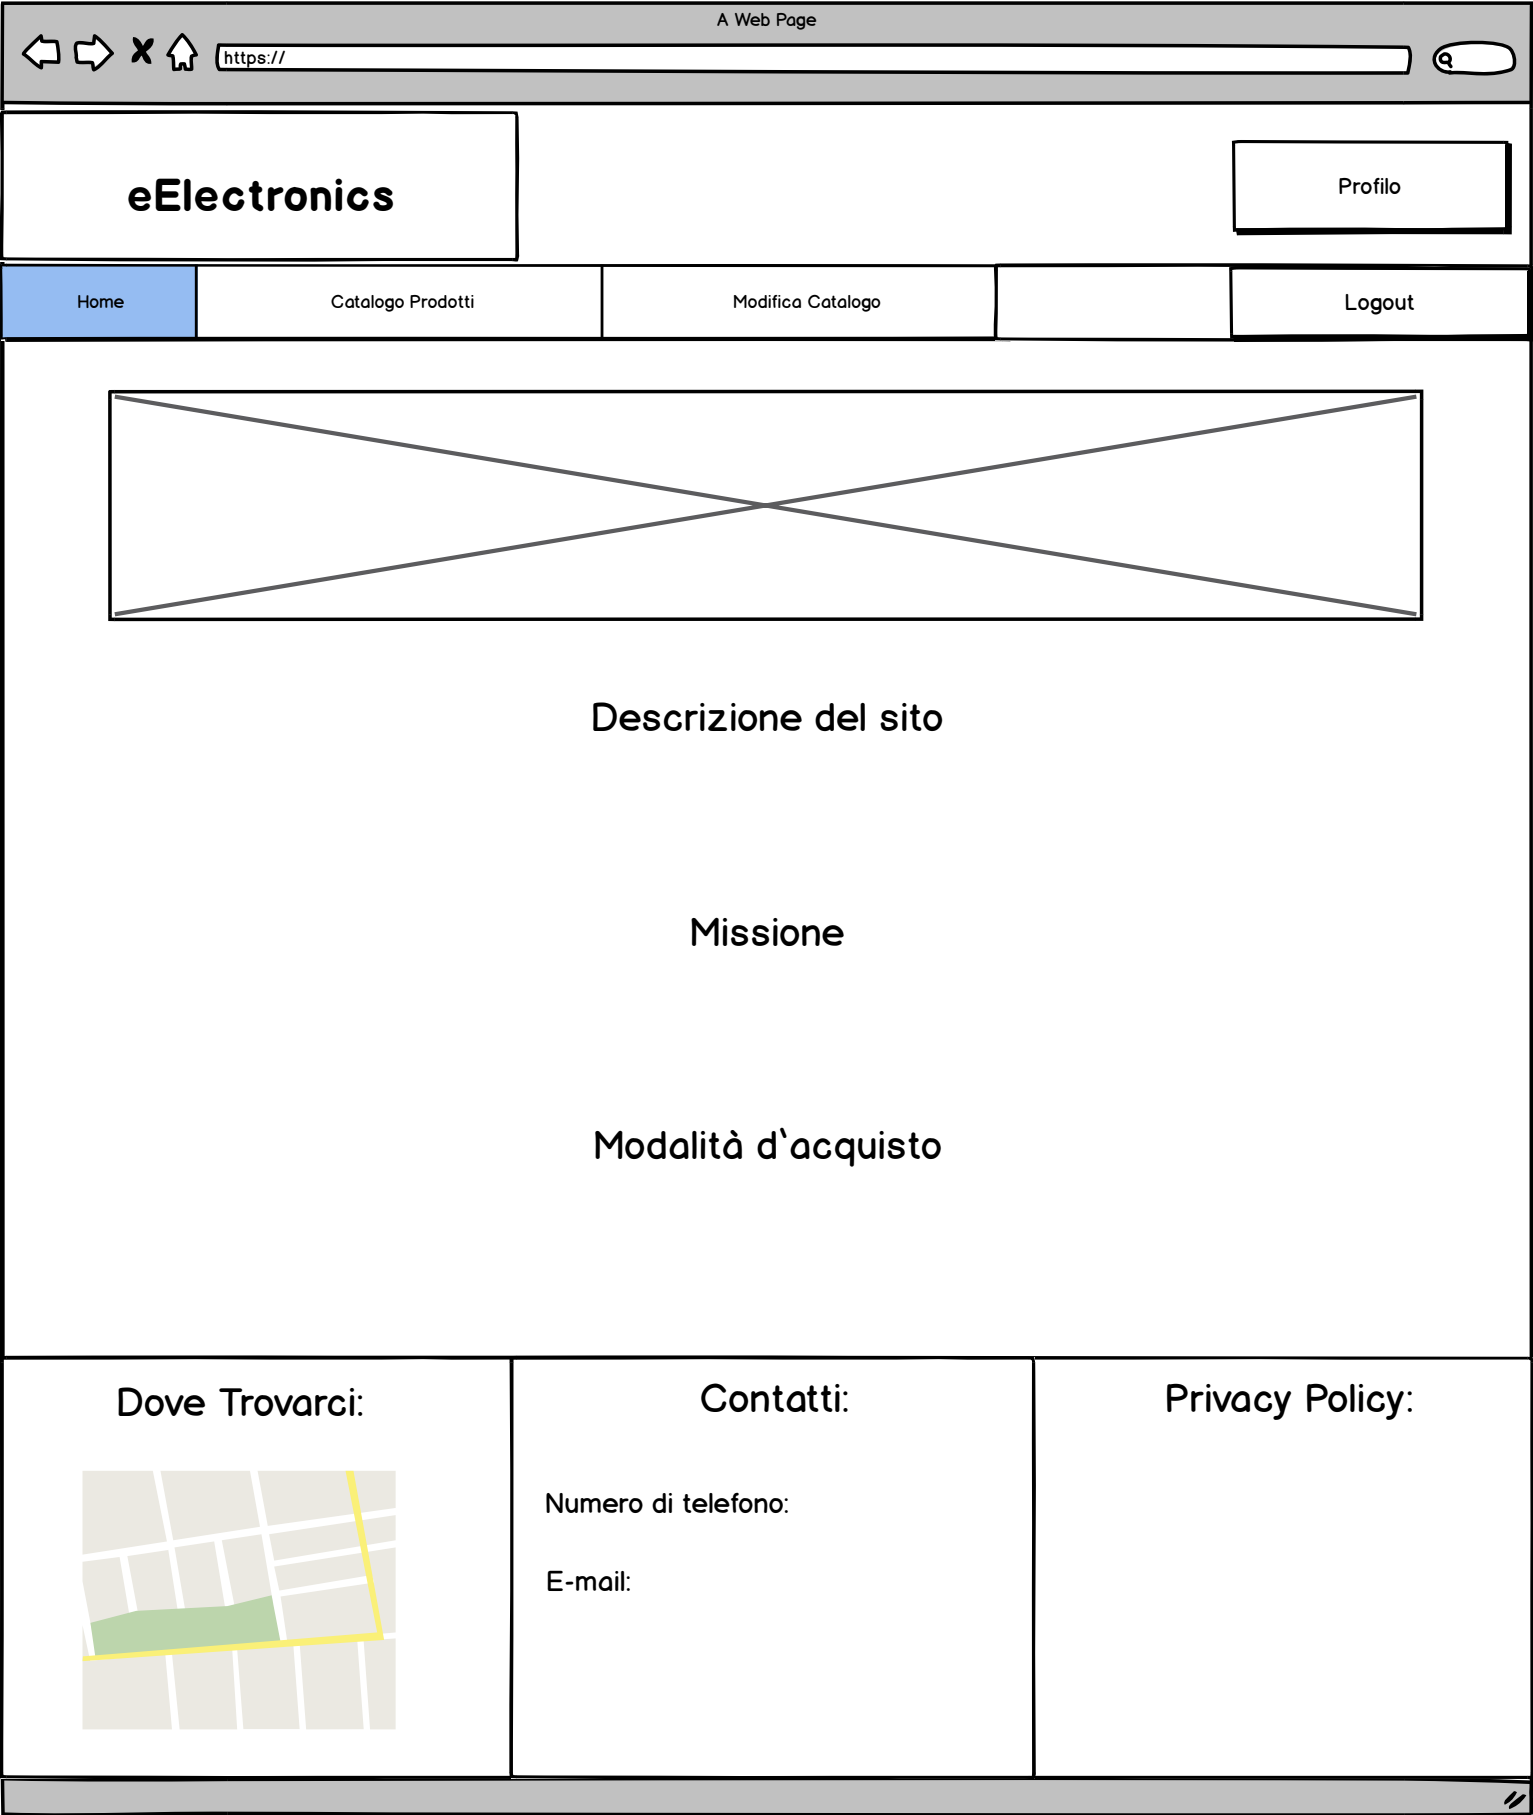 A Web Page
https://
eElectronics
Profilo
Home
Catalogo Prodotti
Modifica Catalogo
Logout
Descrizione del sito
Missione
Modalità d`acquisto
Dove Trovarci:
Contatti:
Numero di telefono:
E-mail:
Privacy Policy: